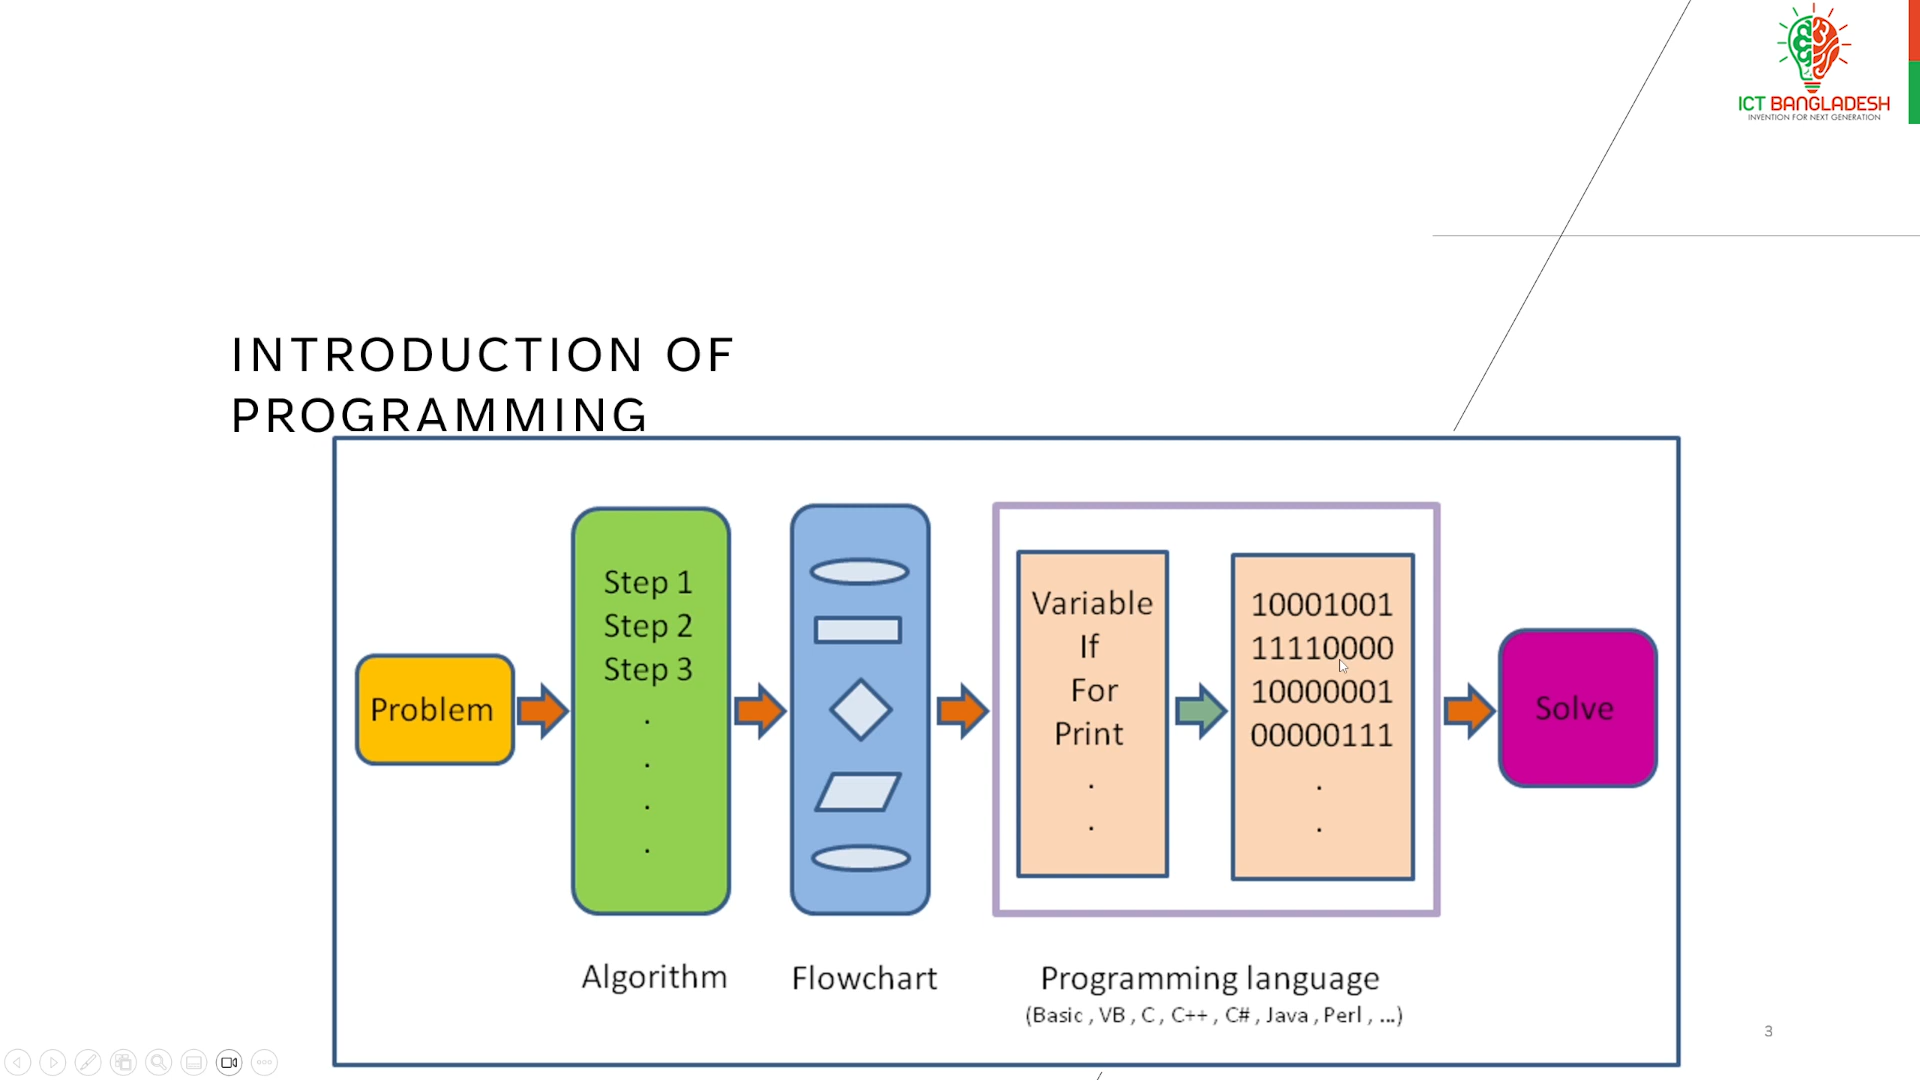 ICT BANGLADESH
INVENTION FOR NEXT GENERATION
INTRODUCTION OF
PROGRAMMING
Problem
Step 1
Step 2
Step 3
.
.
.
.
Algorithm
Flowchart
Variable
If
For
Print
.
.
10001001
11110000
10000001
00000111
.
.
Programming language
(Basic , VB , C , C++ , C# , Java , Perl , ...)
Solve
3